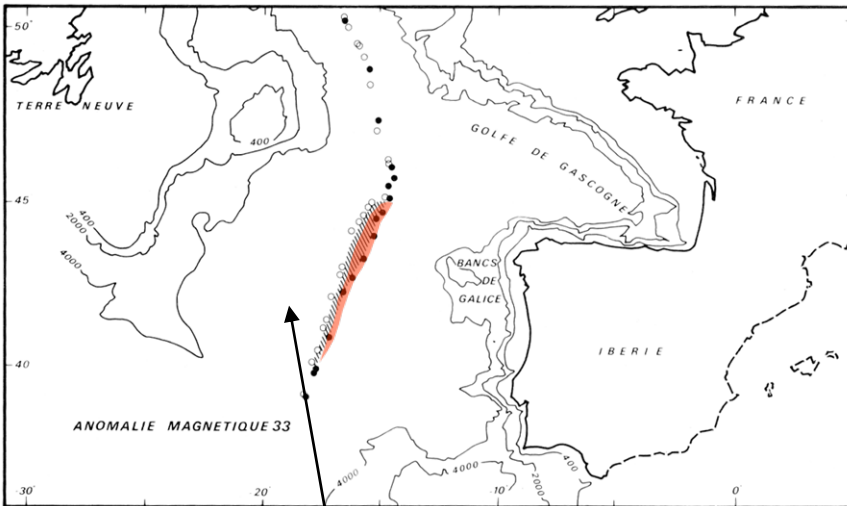 50°
TERRE NEUVE
FRANCE
400
GOLFE DE GASCOGNE
45
400
2000
4000
BANCS
DE
GALICE
IBERIE
40
ANOMALIE MAGNETIQUE 33
4000
4000
2000
400
30°
20°
10°
0